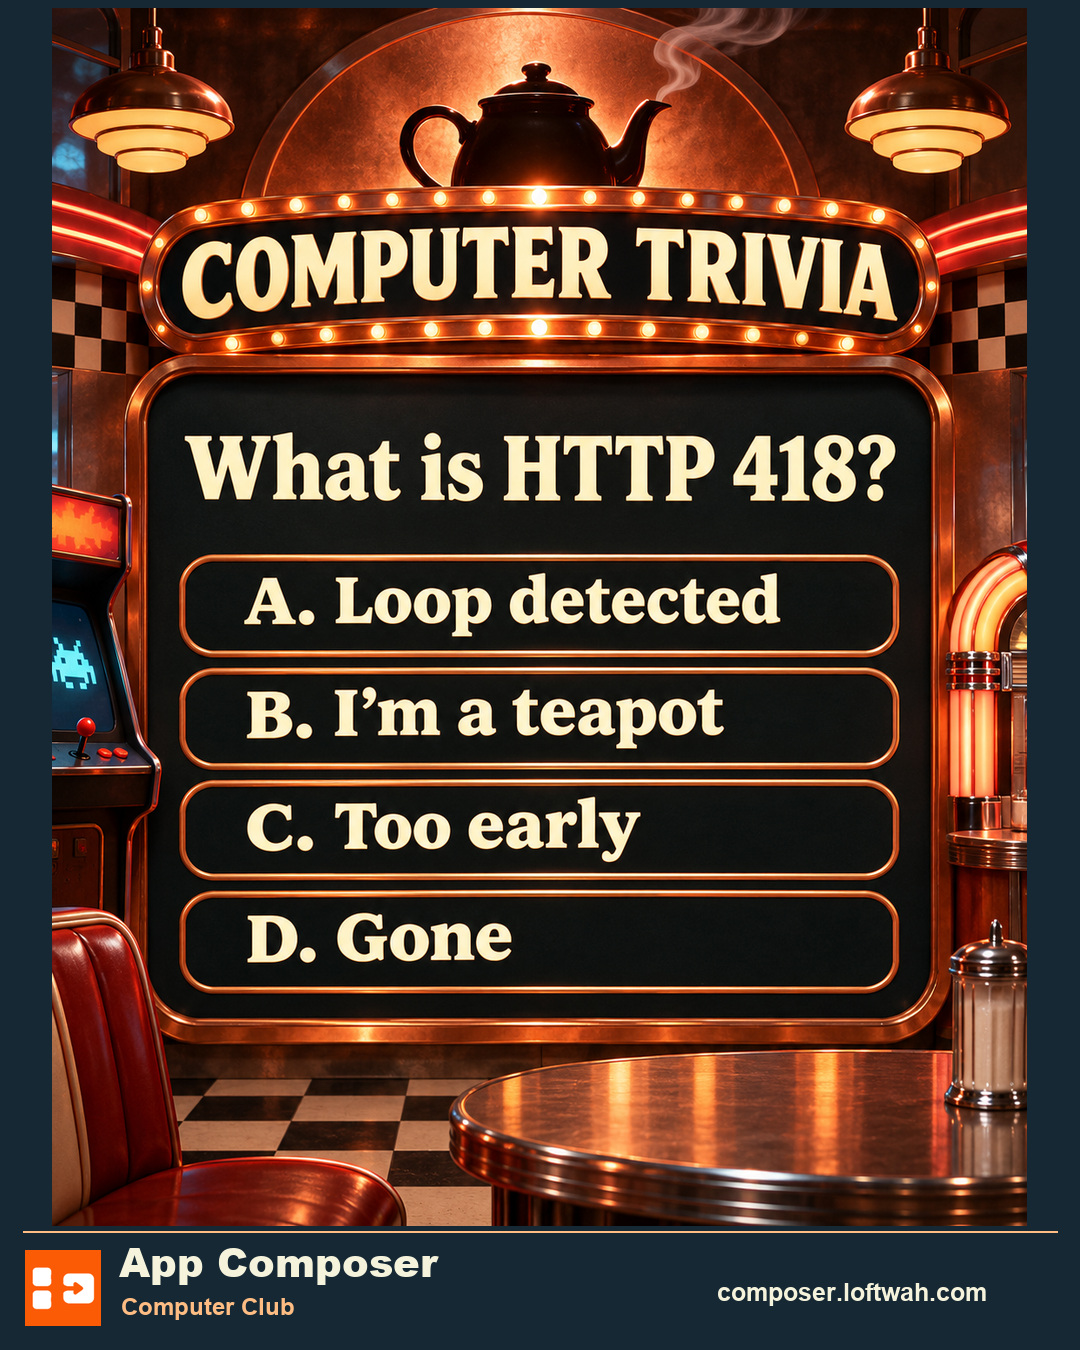 COMPUTER TRIVIA
What is HTTP 418?
A. Loop detected
B. I’m a teapot
C. Too early
D. Gone
App Composer
Computer Club
composer.loftwah.com